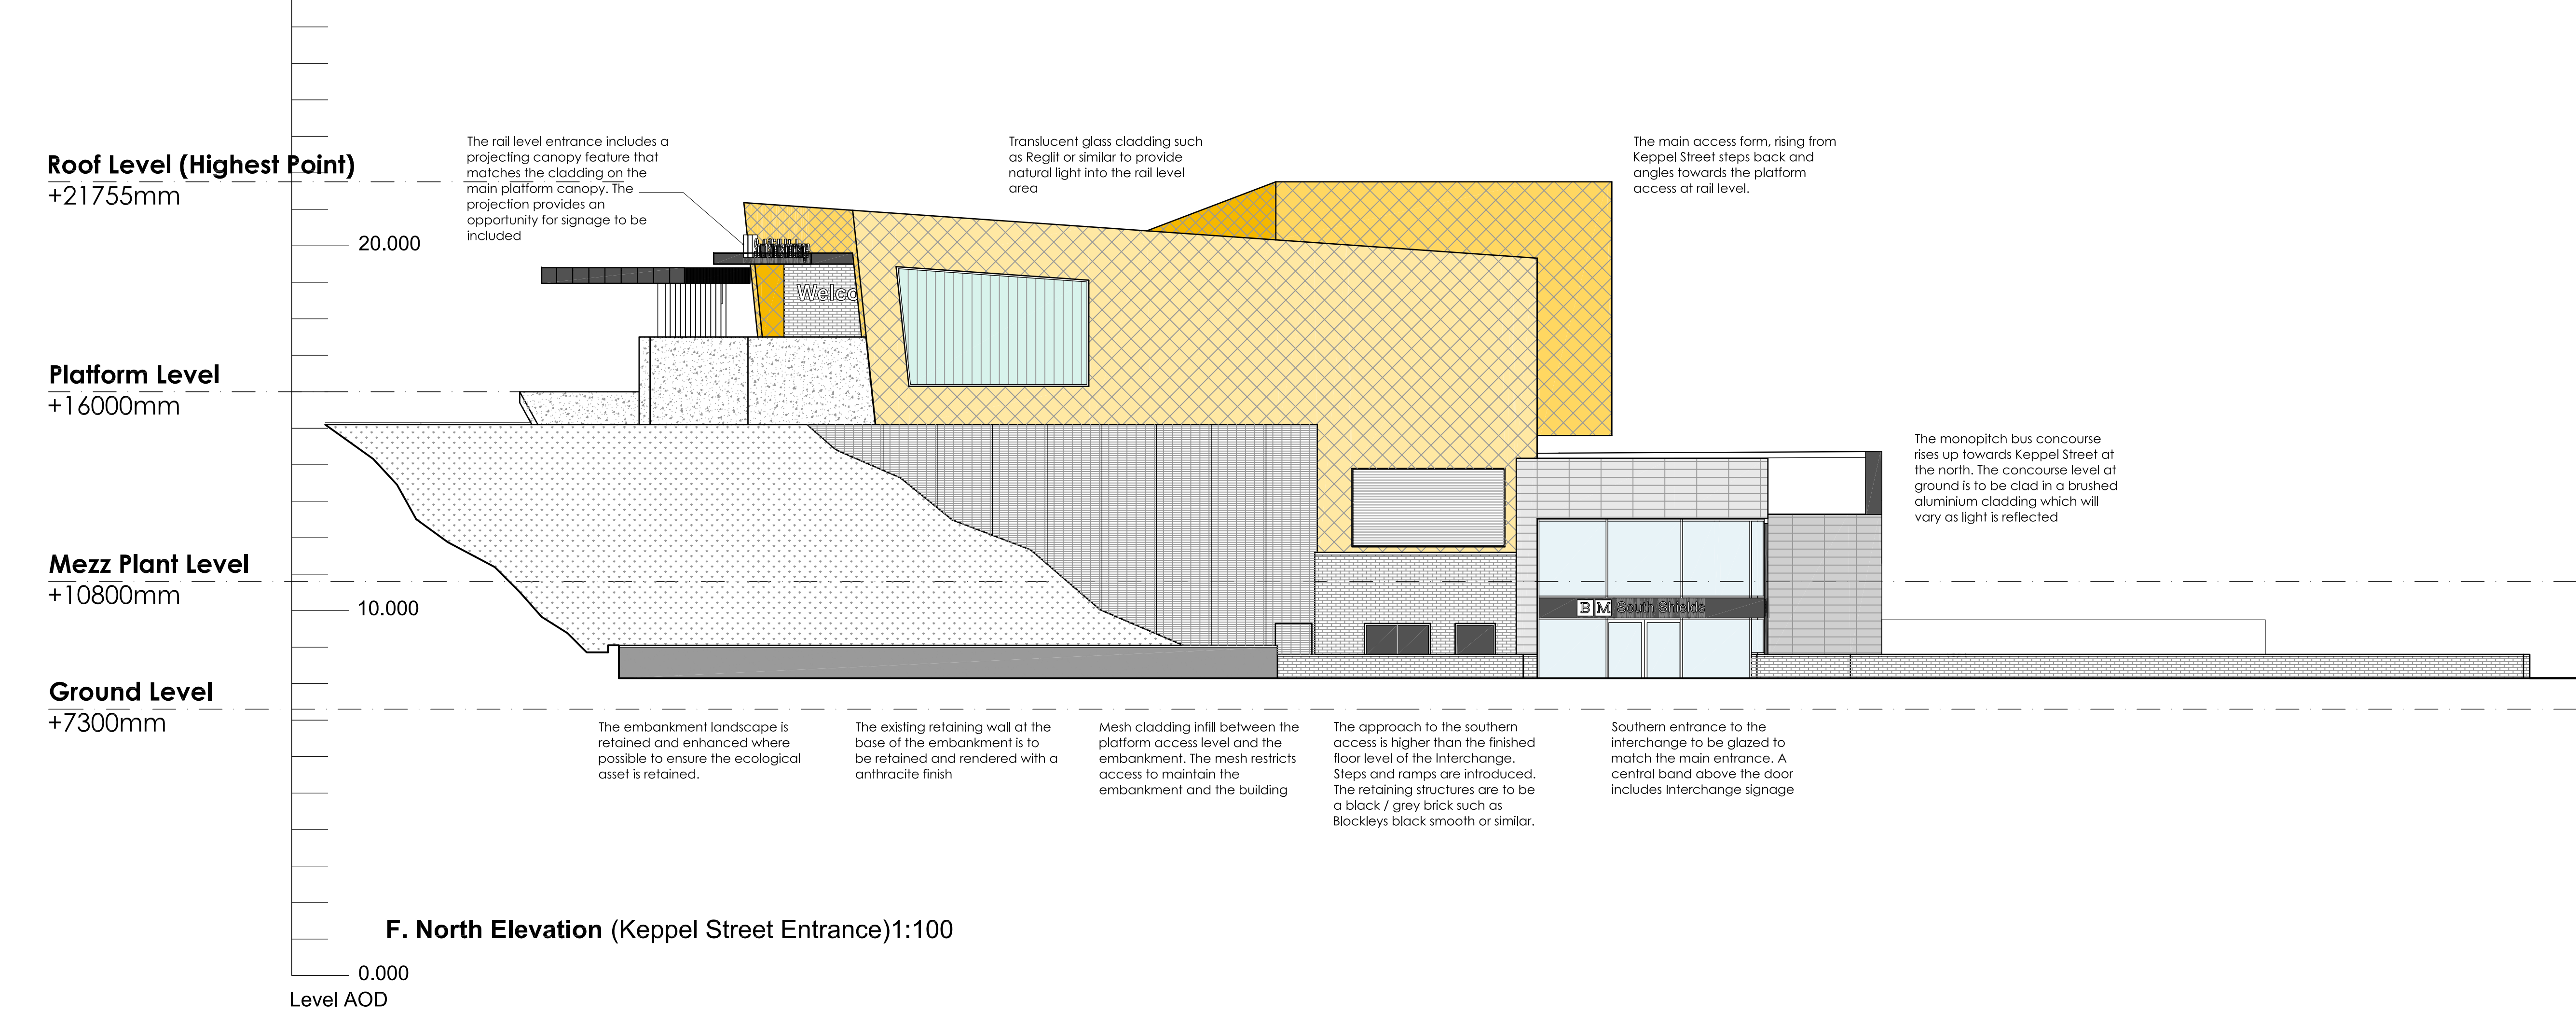 Roof Level (Highest Point)
+21755mm
20.000
Platform Level
+16000mm
Mezz Plant Level
+10800mm
10.000
Ground Level
+7300mm
0.000
Level AOD
The rail level entrance includes a
projecting canopy feature that
matches the cladding on the
main platform canopy. The
projection provides an
opportunity for signage to be
included
Translucent glass cladding such
as Reglit or similar to provide
natural light into the rail level
area
The main access form, rising from
Keppel Street steps back and
angles towards the platform
access at rail level.
The monopitch bus concourse
rises up towards Keppel Street at
the north. The concourse level at
ground is to be clad in a brushed
aluminium cladding which will
vary as light is reflected
Welco
B M South Shields
The embankment landscape is
retained and enhanced where
possible to ensure the ecological
asset is retained.
The existing retaining wall at the
base of the embankment is to
be retained and rendered with a
anthracite finish
Mesh cladding infill between the
platform access level and the
embankment. The mesh restricts
access to maintain the
embankment and the building
The approach to the southern
access is higher than the finished
floor level of the Interchange.
Steps and ramps are introduced.
The retaining structures are to be
a black / grey brick such as
Blockleys black smooth or similar.
Southern entrance to the
interchange to be glazed to
match the main entrance. A
central band above the door
includes Interchange signage
F. North Elevation (Keppel Street Entrance)1:100